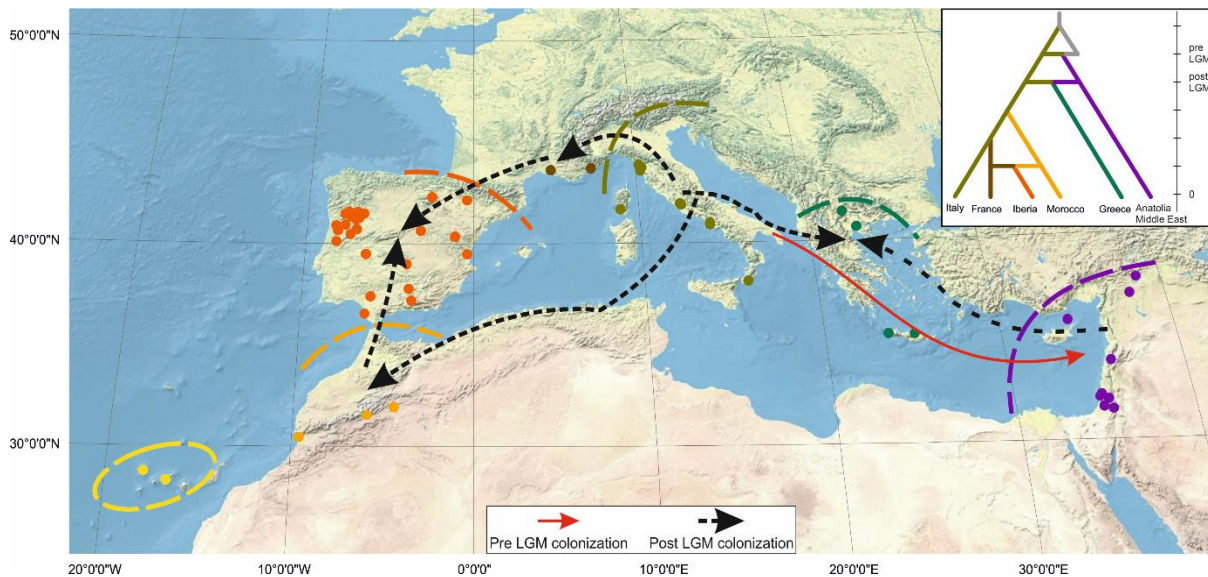 50°0'0"N
40°0'0"N
30°0'0"N
20°0'0"W
10°0'0"W
0°0'0"
10°0'0"E
20°0'0"E
30°0'0"E
pre
LGM
post
LGM
0
Italy France Iberia Morocco Greece Anatolia
Middle East
Pre LGM colonization Post LGM colonization